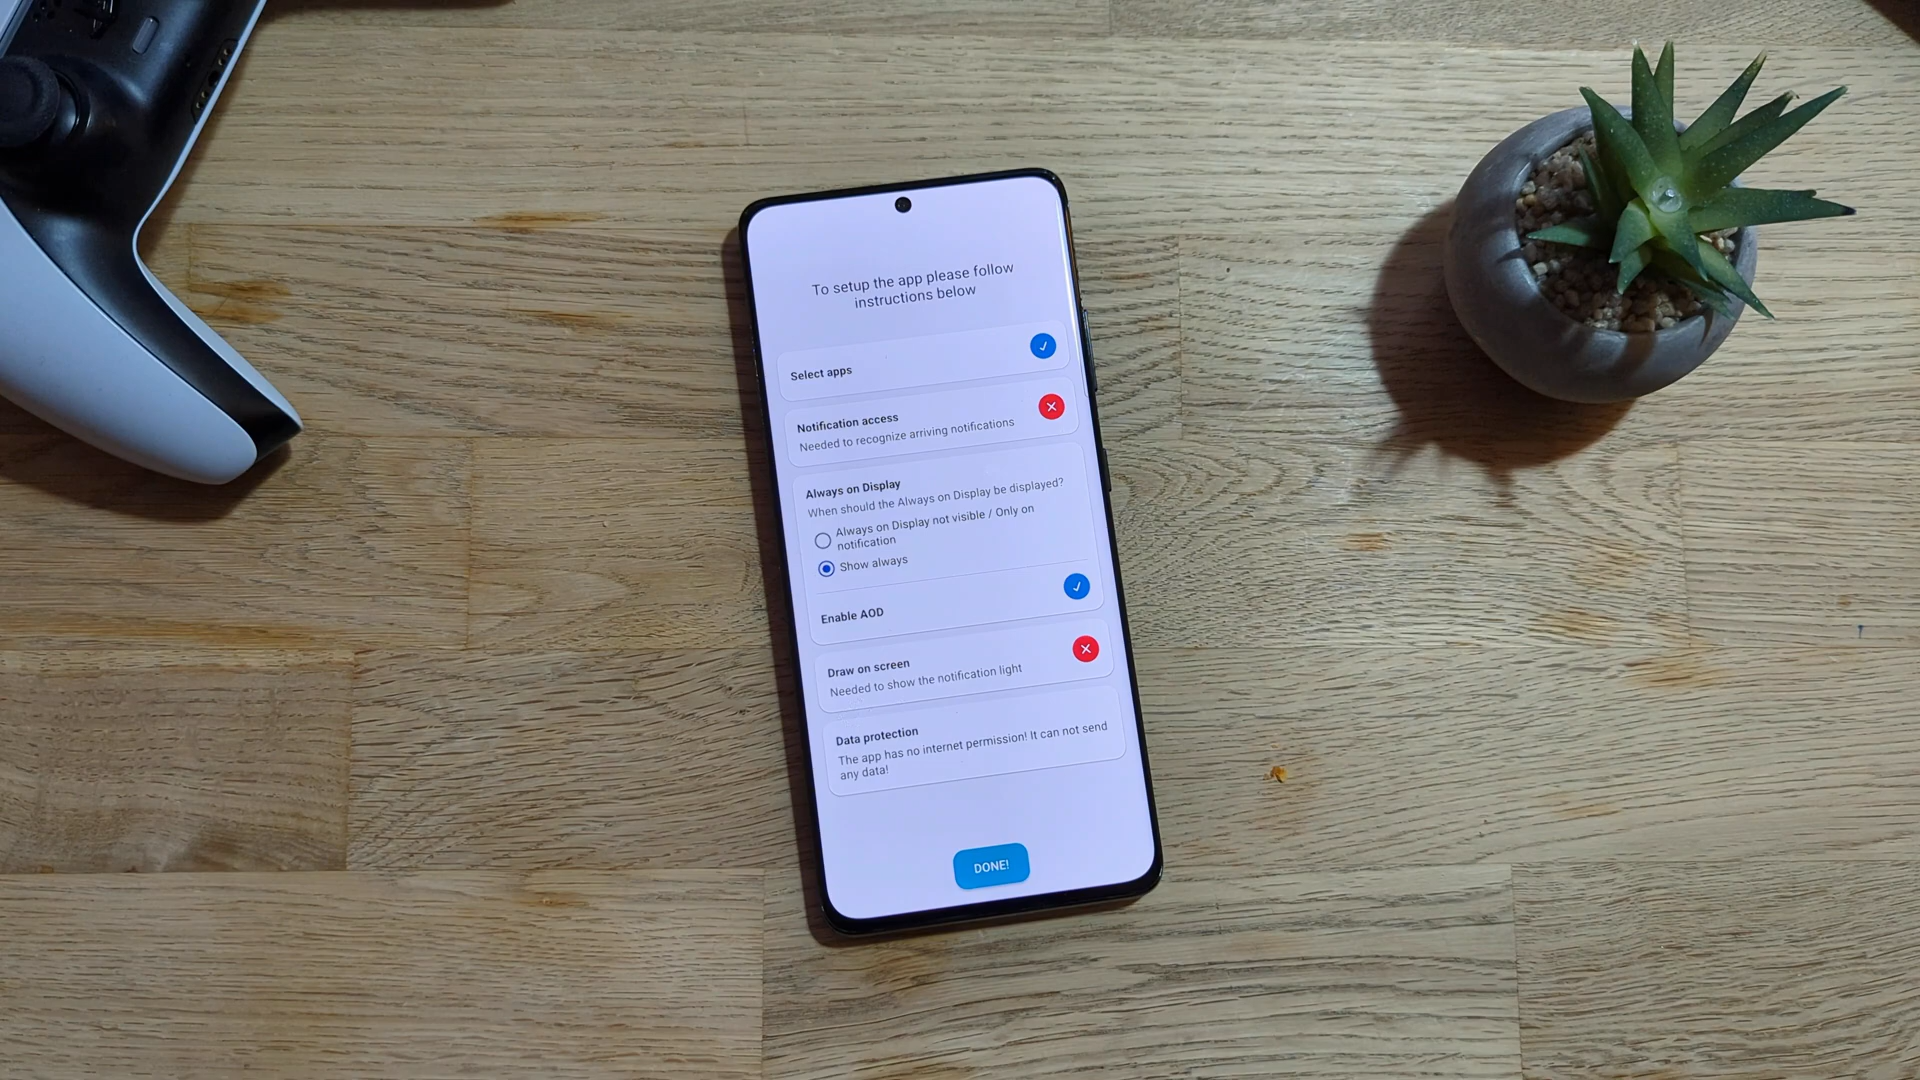 To setup the app please follow
instructions below
Select apps
Notification access
Needed to recognize arriving notifications
Always on Display
When should the Always on Display be displayed?
Always on Display not visible / Only on
notification
Show always
Enable AOD
Draw on screen
Needed to show the notification light
Data protection
The app has no internet permission! It can not send
any data!
DONE!